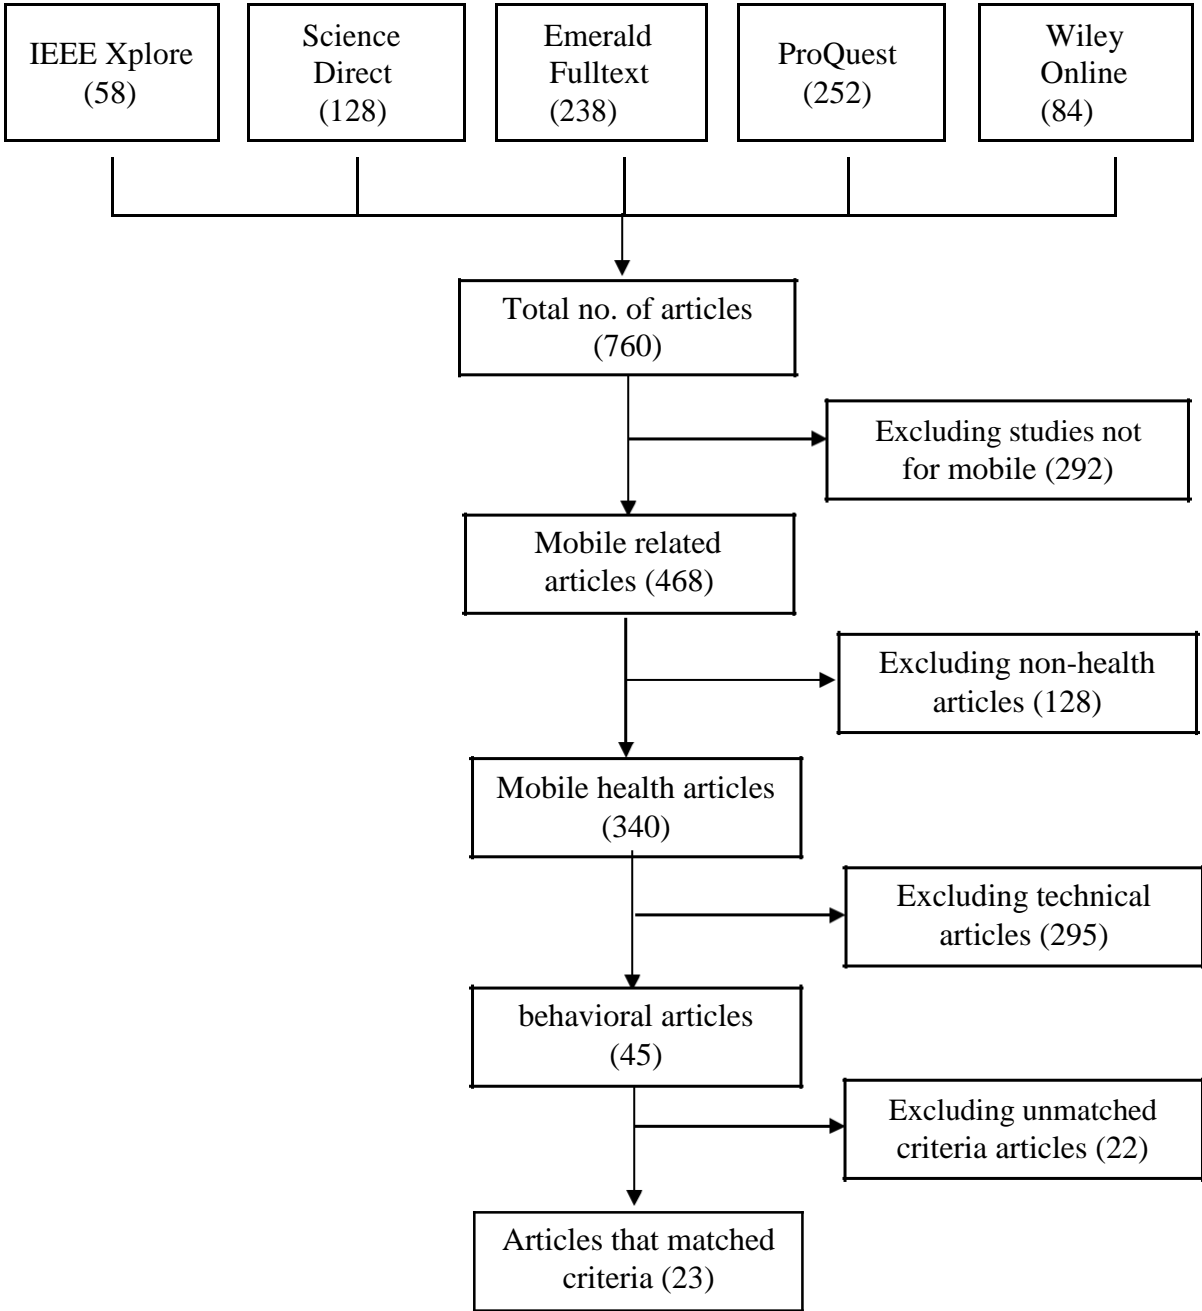 IEEE Xplore
(58)
Science
Direct
(128)
Emerald
Fulltext
(238)
ProQuest
(252)
Wiley
Online
(84)
Total no. of articles
(760)
Excluding studies not
for mobile (292)
Mobile related
articles (468)
Excluding non-health
articles (128)
Mobile health articles
(340)
Excluding technical
articles (295)
behavioral articles
(45)
Excluding unmatched
criteria articles (22)
Articles that matched
criteria (23)